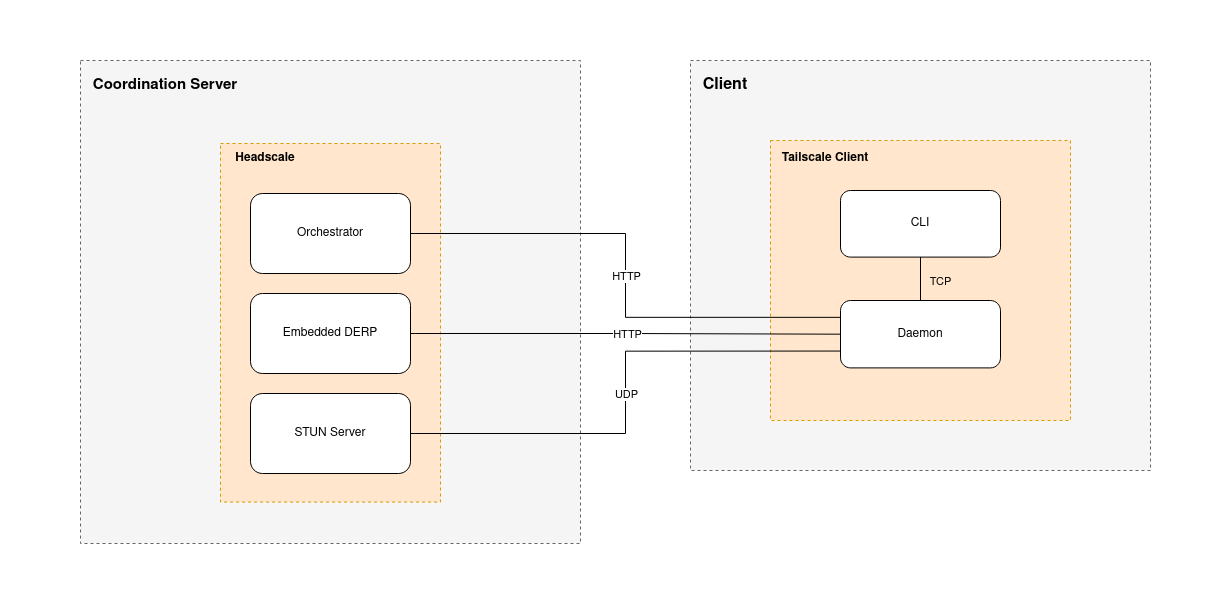 Coordination Server
Headscale
Orchestrator
Embedded DERP
STUN Server
HTTP
HTTP
UDP
Client
Tailscale Client
CLI
TCP
Daemon